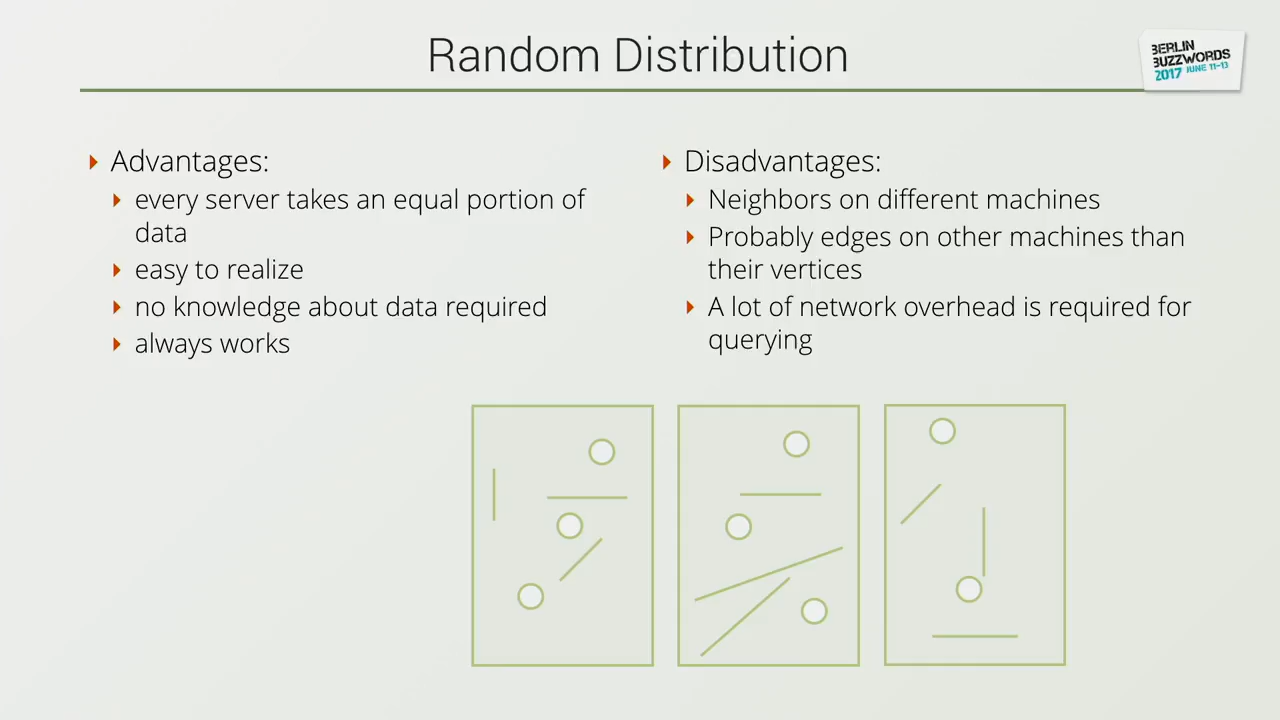 Random Distribution
BERLIN
BUZZWORDS
2017 JUNE 11-13
Advantages:
every server takes an equal portion of
data
easy to realize
no knowledge about data required
always works
Disadvantages:
Neighbors on different machines
Probably edges on other machines than
their vertices
A lot of network overhead is required for
querying